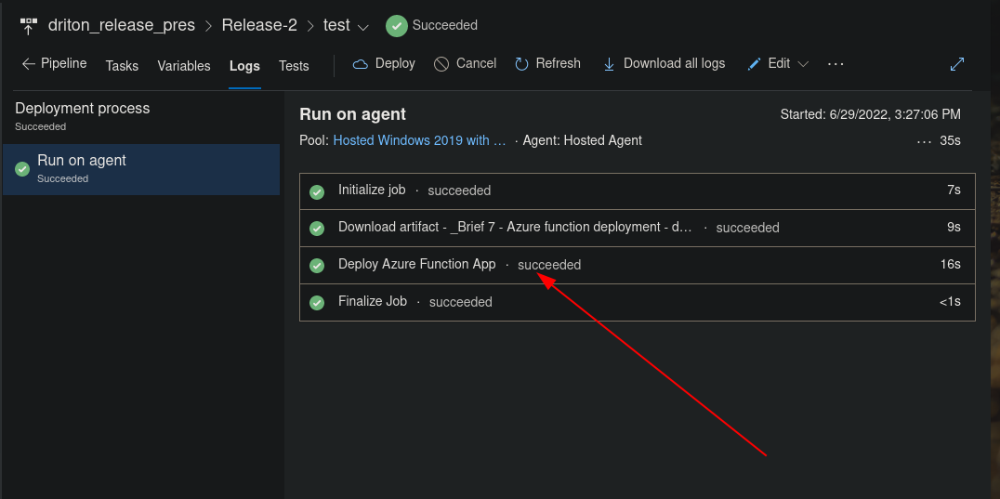 driton_release_pres > Release-2 > test Succeeded
Pipeline Tasks Variables Logs Tests Deploy Cancel Refresh Download all logs Edit ...
Deployment process
Succeeded
Run on agent
Succeeded
Run on agent Started: 6/29/2022, 3:27:06 PM
Pool: Hosted Windows 2019 with ... · Agent: Hosted Agent ... 35s
Initialize job · succeeded 7s
Download artifact - _Brief 7 - Azure function deployment - d... · succeeded 9s
Deploy Azure Function App · succeeded 16s
Finalize Job · succeeded <1s